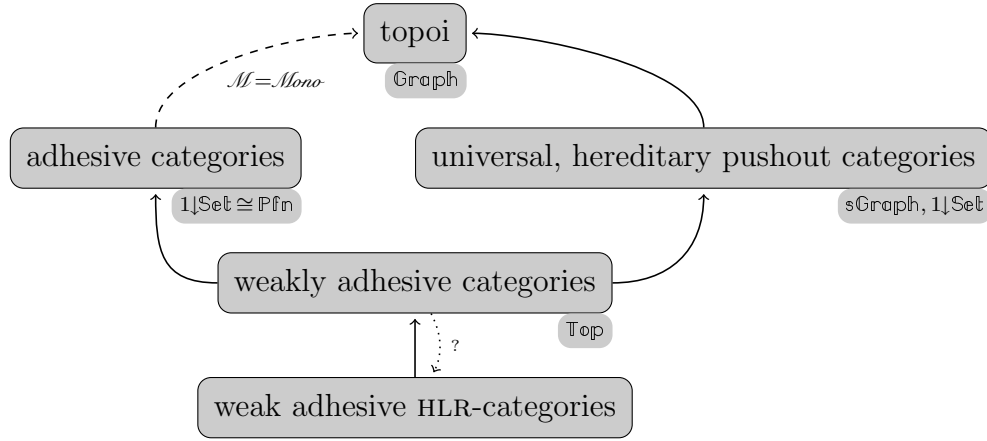 topoi
ℳ=ℳono
𝔾raph
adhesive categories
universal, hereditary pushout categories
1↓𝕊et ≅ ℙfn
𝕤Graph, 1↓𝕊et
weakly adhesive categories
𝕋op
?
weak adhesive HLR-categories